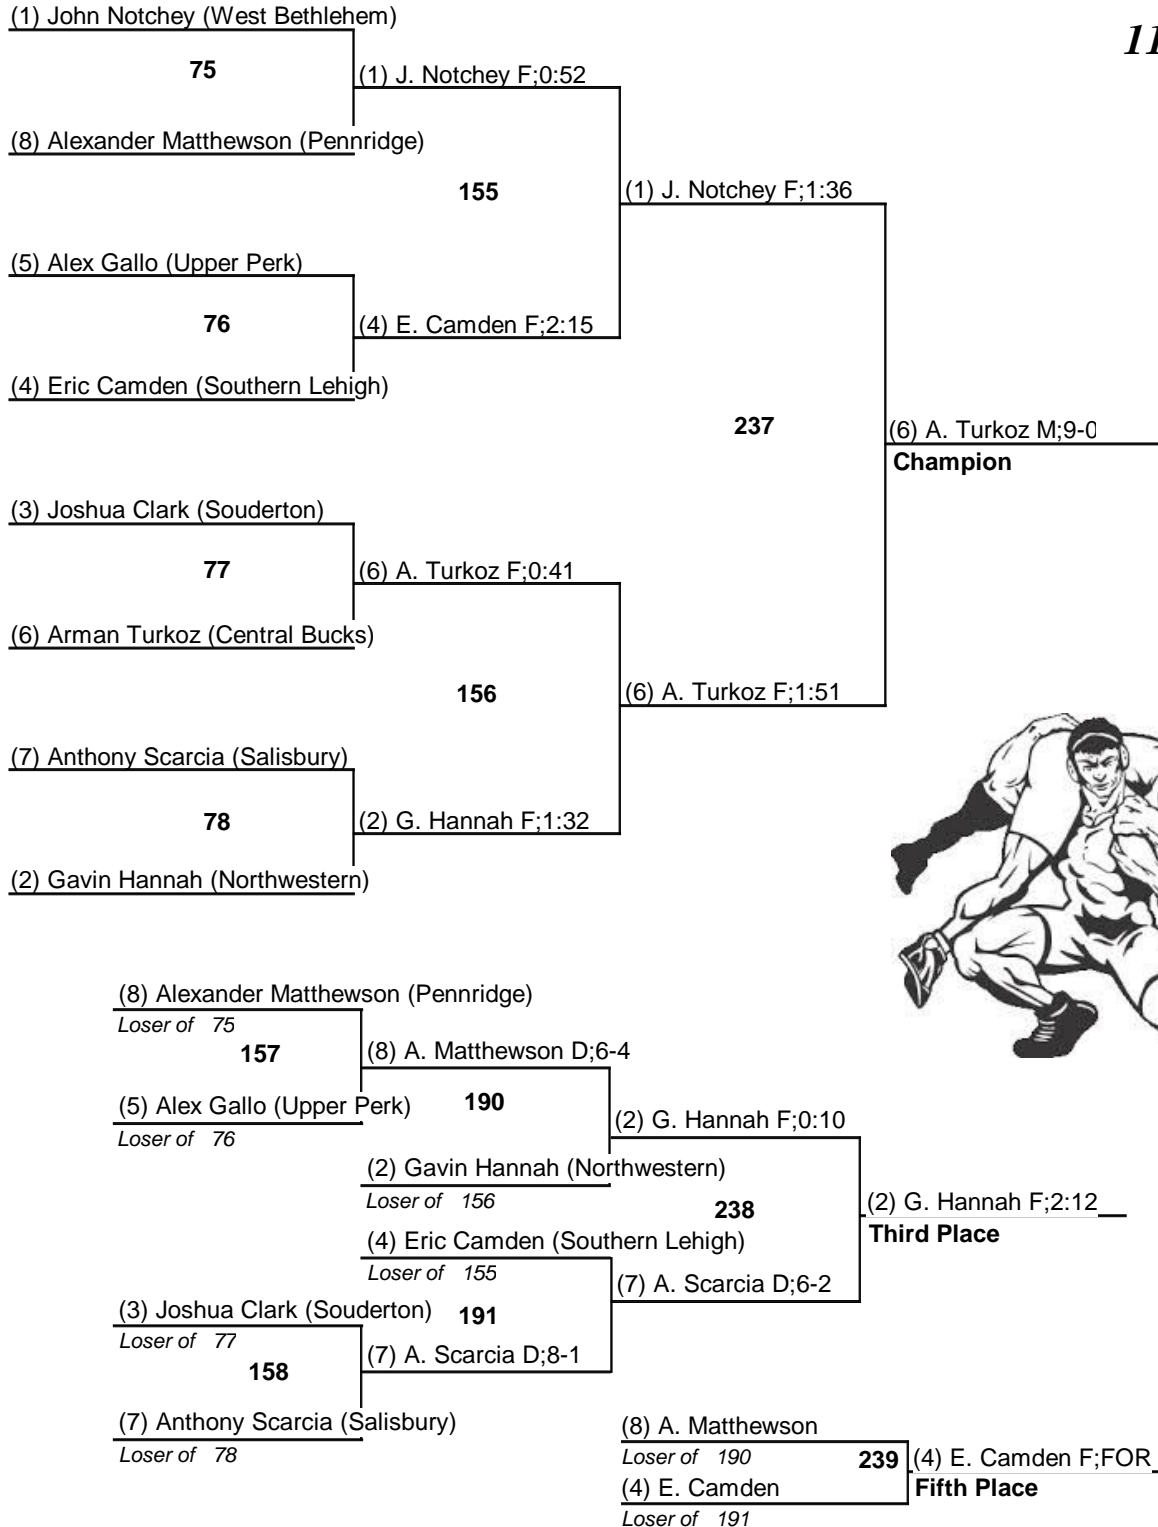 (1) John Notchey (West Bethlehem)
11
75
(1) J. Notchey F;0:52
(8) Alexander Matthewson (Pennridge)
155
(1) J. Notchey F;1:36
(5) Alex Gallo (Upper Perk)
76
(4) E. Camden F;2:15
(4) Eric Camden (Southern Lehigh)
237
(6) A. Turkoz M;9-0
Champion
(3) Joshua Clark (Souderton)
77
(6) A. Turkoz F;0:41
(6) Arman Turkoz (Central Bucks)
156
(6) A. Turkoz F;1:51
(7) Anthony Scarcia (Salisbury)
78
(2) G. Hannah F;1:32
(2) Gavin Hannah (Northwestern)
(8) Alexander Matthewson (Pennridge)
Loser of 75
157
(8) A. Matthewson D;6-4
(5) Alex Gallo (Upper Perk)
190
Loser of 76
(2) G. Hannah F;0:10
(2) Gavin Hannah (Northwestern)
Loser of 156
238
(2) G. Hannah F;2:12
Third Place
(4) Eric Camden (Southern Lehigh)
Loser of 155
(7) A. Scarcia D;6-2
(3) Joshua Clark (Souderton)
191
Loser of 77
158
(7) A. Scarcia D;8-1
(7) Anthony Scarcia (Salisbury)
Loser of 78
(8) A. Matthewson
Loser of 190
239
(4) E. Camden F;FOR
(4) E. Camden
Fifth Place
Loser of 191